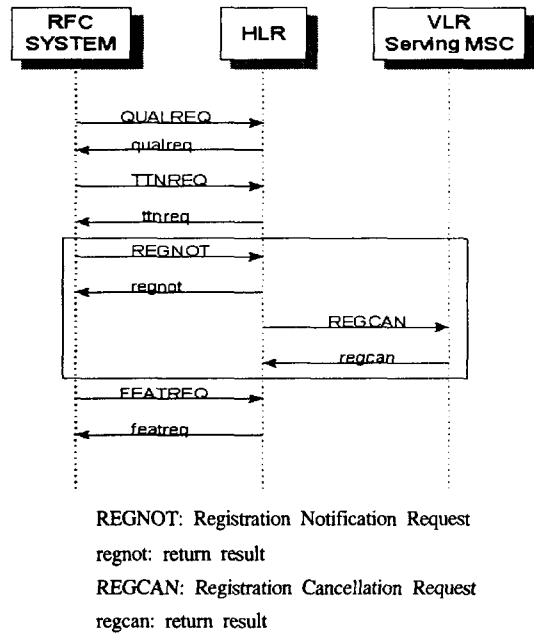 RFC
SYSTEM
HLR
VLR
Serving MSC
QUALREQ
qualreq
TTNREQ
ttnreq
REGNOT
regnot
REGCAN
regcan
FEATREQ
featreq
REGNOT: Registration Notification Request
regnot: return result
REGCAN: Registration Cancellation Request
regcan: return result